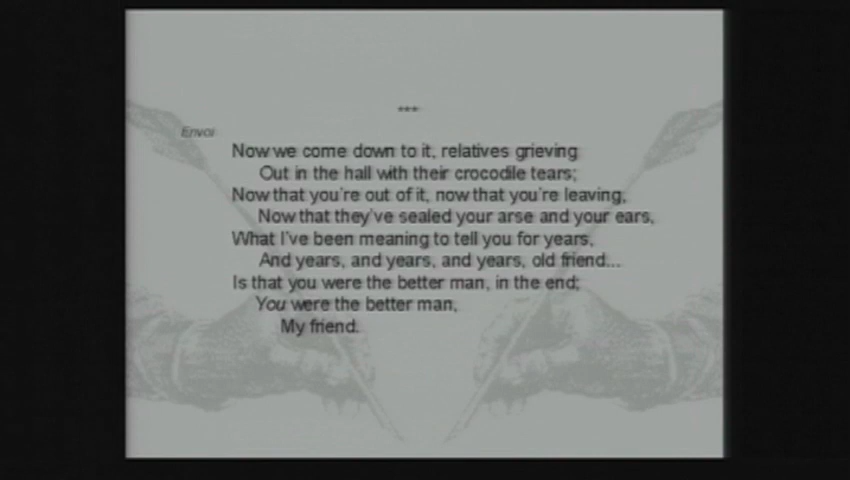 ***
Envoi
Now we come down to it, relatives grieving
Out in the hall with their crocodile tears;
Now that you're out of it, now that you're leaving,
Now that they've sealed your arse and your ears,
What I've been meaning to tell you for years,
And years, and years, and years, old friend...
Is that you were the better man, in the end;
You were the better man,
My friend.